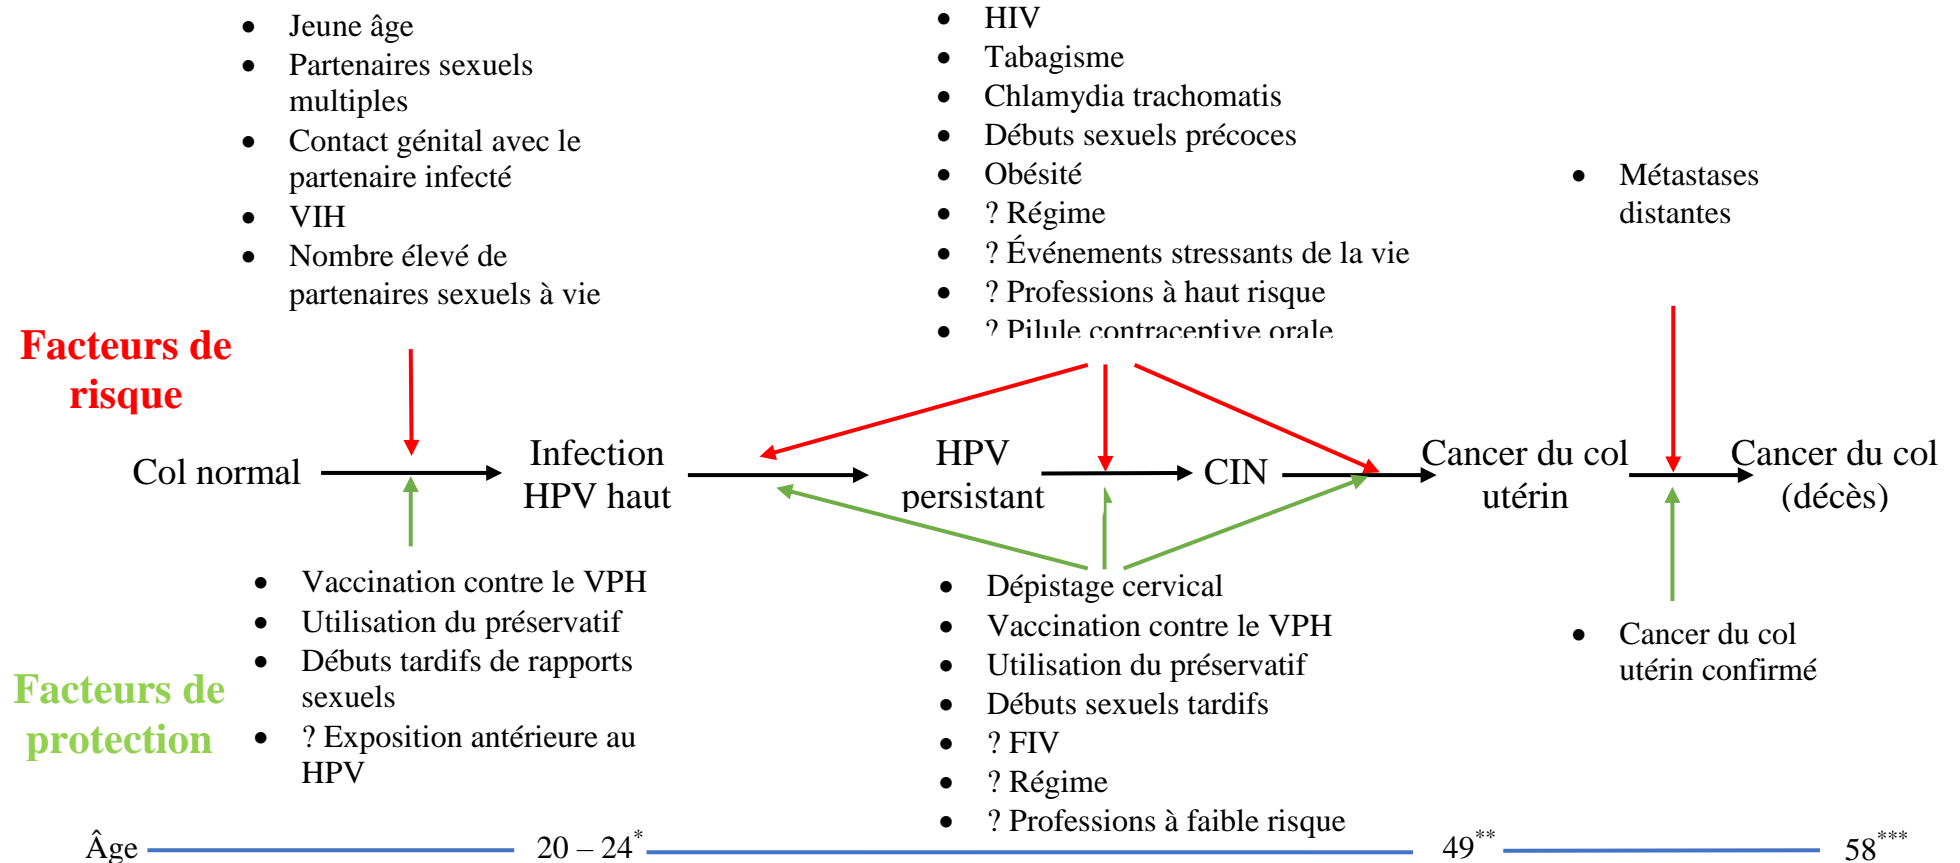 • Jeune âge
• Partenaires sexuels
multiples
• Contact génital avec le
partenaire infecté
• VIH
• Nombre élevé de
partenaires sexuels à vie
• HIV
• Tabagisme
• Chlamydia trachomatis
• Débuts sexuels précoces
• Obésité
• ? Régime
• ? Événements stressants de la vie
• ? Professions à haut risque
• ? Pilule contraceptive orale
• Métastases
distantes
Facteurs de
risque
Col normal
Infection
HPV haut
HPV
persistant
CIN
Cancer du col
utérin
Cancer du col
(décès)
Facteurs de
protection
• Vaccination contre le VPH
• Utilisation du préservatif
• Débuts tardifs de rapports
sexuels
• ? Exposition antérieure au
HPV
• Dépistage cervical
• Vaccination contre le VPH
• Utilisation du préservatif
• Débuts sexuels tardifs
• ? FIV
• ? Régime
• ? Professions à faible risque
• Cancer du col
utérin confirmé
Âge 20 – 24* 49** 58***